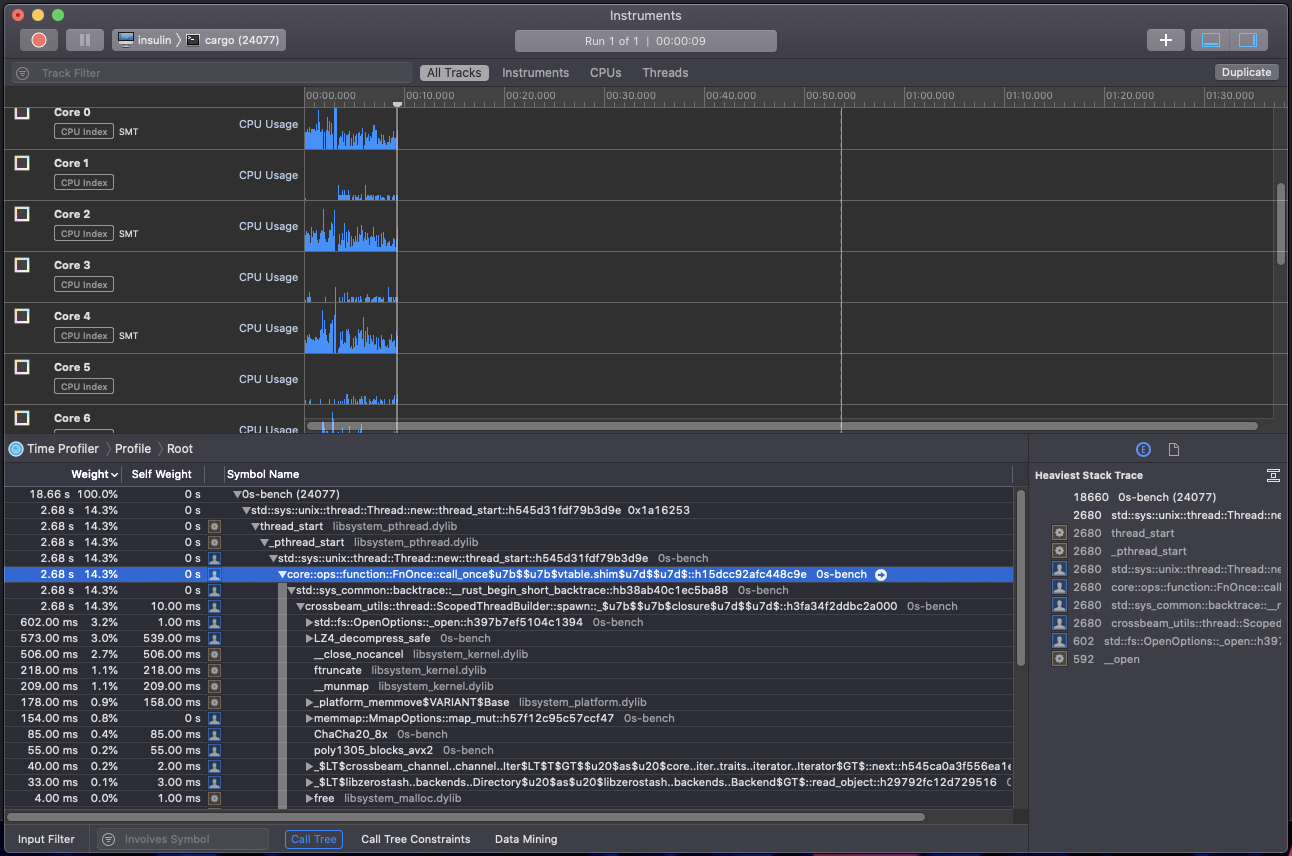 Instruments
insulin 〉 cargo (24077)
Run 1 of 1 | 00:00:09
Track Filter
All Tracks Instruments CPUs Threads
Duplicate
00:00.000 00:10.000 00:20.000 00:30.000 00:40.000 00:50.000 01:00.000 01:10.000 01:20.000 01:30.000
Core 0
CPU Index SMT
CPU Usage
Core 1
CPU Index
CPU Usage
Core 2
CPU Index SMT
CPU Usage
Core 3
CPU Index
CPU Usage
Core 4
CPU Index SMT
CPU Usage
Core 5
CPU Index
CPU Usage
Core 6
CPU Usage
Time Profiler 〉 Profile 〉 Root
Weight Self Weight Symbol Name
18.66 s 100.0% 0 s 0s-bench (24077)
2.68 s 14.3% 0 s std::sys::unix::thread::Thread::new::thread_start::h545d31fdf79b3d9e 0x1a16253
2.68 s 14.3% 0 s thread_start libsystem_pthread.dylib
2.68 s 14.3% 0 s _pthread_start libsystem_pthread.dylib
2.68 s 14.3% 0 s std::sys::unix::thread::Thread::new::thread_start::h545d31fdf79b3d9e 0s-bench
2.68 s 14.3% 0 s core::ops::function::FnOnce::call_once$u7b$$u7b$vtable.shim$u7d$$u7d$::h15dcc92afc448c9e 0s-bench
2.68 s 14.3% 0 s std::sys_common::backtrace::__rust_begin_short_backtrace::hb38ab40c1ec5ba88 0s-bench
2.68 s 14.3% 10.00 ms crossbeam_utils::thread::ScopedThreadBuilder::spawn::_$u7b$$u7b$closure$u7d$$u7d$::h3fa34f2ddbc2a000 0s-bench
602.00 ms 3.2% 1.00 ms std::fs::OpenOptions::_open::h397b7ef5104c1394 0s-bench
573.00 ms 3.0% 539.00 ms LZ4_decompress_safe 0s-bench
506.00 ms 2.7% 506.00 ms __close_nocancel libsystem_kernel.dylib
218.00 ms 1.1% 218.00 ms ftruncate libsystem_kernel.dylib
209.00 ms 1.1% 209.00 ms __munmap libsystem_kernel.dylib
178.00 ms 0.9% 158.00 ms _platform_memmove$VARIANT$Base libsystem_platform.dylib
154.00 ms 0.8% 0 s memmap::MmapOptions::map_mut::h57f12c95c57ccf47 0s-bench
85.00 ms 0.4% 85.00 ms ChaCha20_8x 0s-bench
55.00 ms 0.2% 55.00 ms poly1305_blocks_avx2 0s-bench
40.00 ms 0.2% 2.00 ms _$LT$crossbeam_channel..channel..Iter$LT$T$GT$$u20$as$u20$core..iter..traits..iterator..Iterator$GT$::next::h545ca0a3f556ea1e
33.00 ms 0.1% 3.00 ms _$LT$libzerostash..backends..Directory$u20$as$u20$libzerostash..backends..Backend$GT$::read_object::h29792fc12d729516
4.00 ms 0.0% 1.00 ms free libsystem_malloc.dylib
E
Heaviest Stack Trace
18660 0s-bench (24077)
2680 std::sys::unix::thread::Thread::ne
2680 thread_start
2680 _pthread_start
2680 std::sys::unix::thread::Thread::ne
2680 core::ops::function::FnOnce::call
2680 std::sys_common::backtrace::__r
2680 crossbeam_utils::thread::Scoped
602 std::fs::OpenOptions::_open::h397
592 __open
Input Filter Involves Symbol Call Tree Call Tree Constraints Data Mining